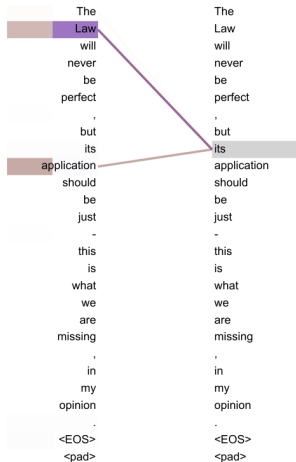 The The
Law Law
will will
never never
be be
perfect perfect
, ,
but but
its its
application application
should should
be be
just just
- -
this this
is is
what what
we we
are are
missing missing
, ,
in in
my my
opinion opinion
. .
<EOS> <EOS>
<pad> <pad>